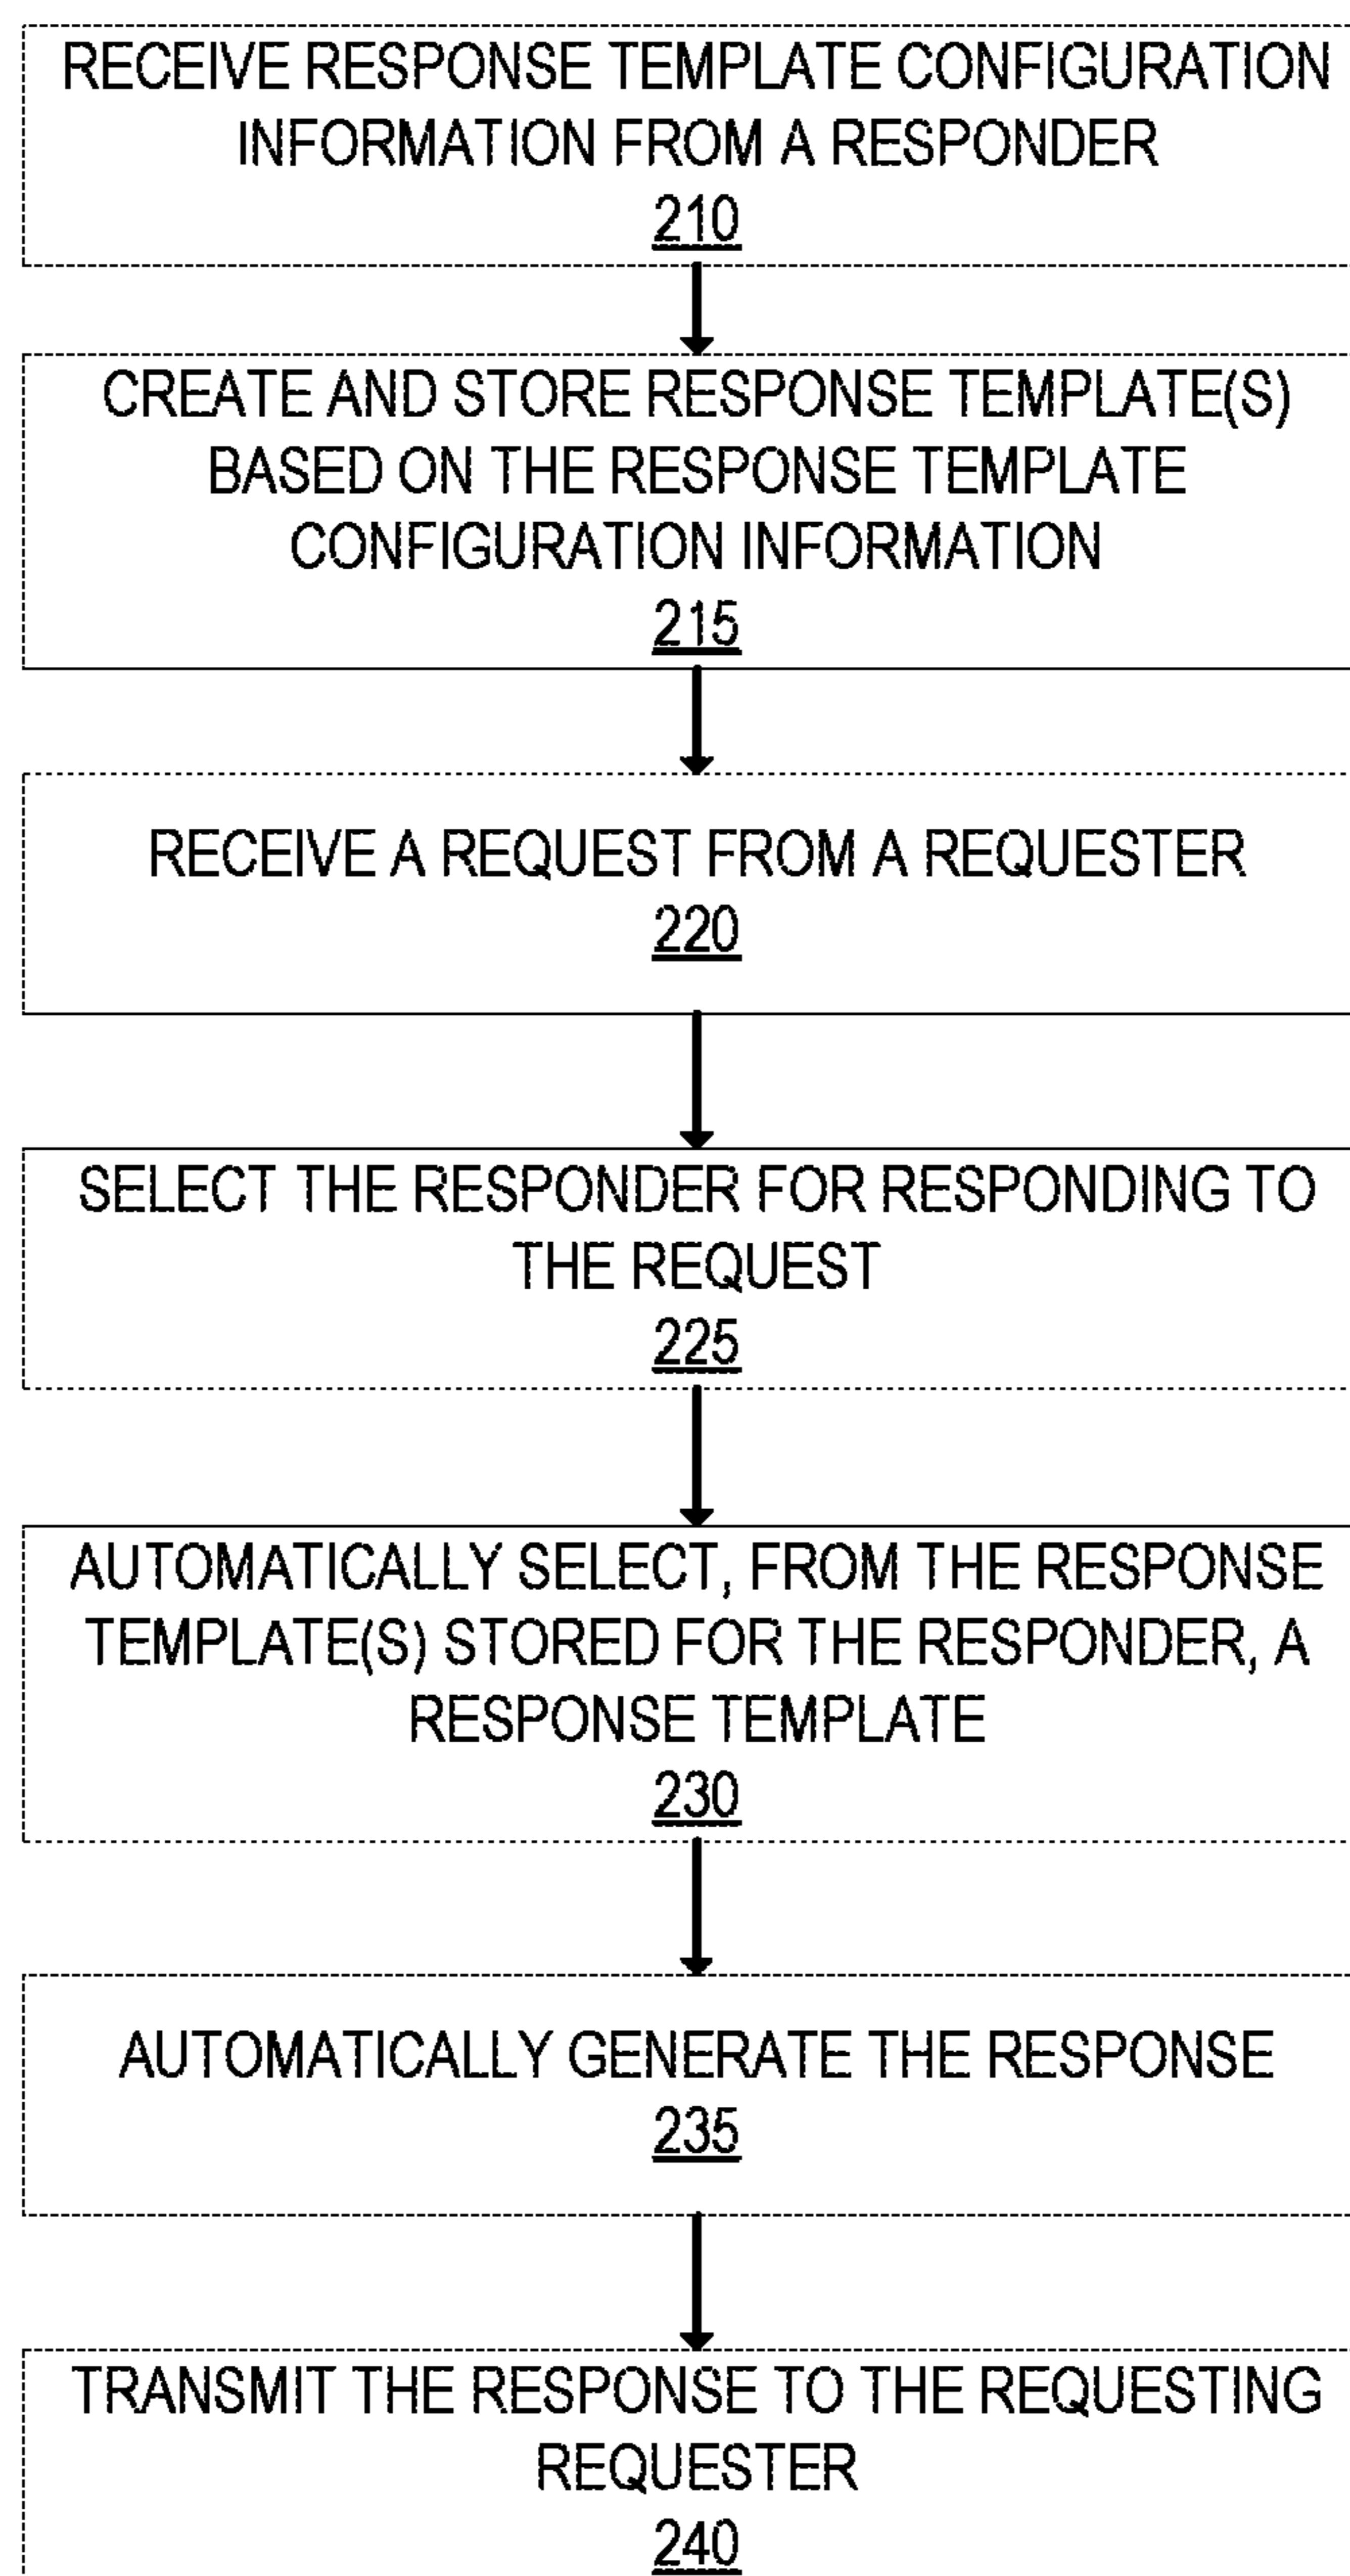 RECEIVE RESPONSE TEMPLATE CONFIGURATION
INFORMATION FROM A RESPONDER
210
CREATE AND STORE RESPONSE TEMPLATE(S)
BASED ON THE RESPONSE TEMPLATE
CONFIGURATION INFORMATION
215
RECEIVE A REQUEST FROM A REQUESTER
220
SELECT THE RESPONDER FOR RESPONDING TO
THE REQUEST
225
AUTOMATICALLY SELECT, FROM THE RESPONSE
TEMPLATE(S) STORED FOR THE RESPONDER, A
RESPONSE TEMPLATE
230
AUTOMATICALLY GENERATE THE RESPONSE
235
TRANSMIT THE RESPONSE TO THE REQUESTING
REQUESTER
240